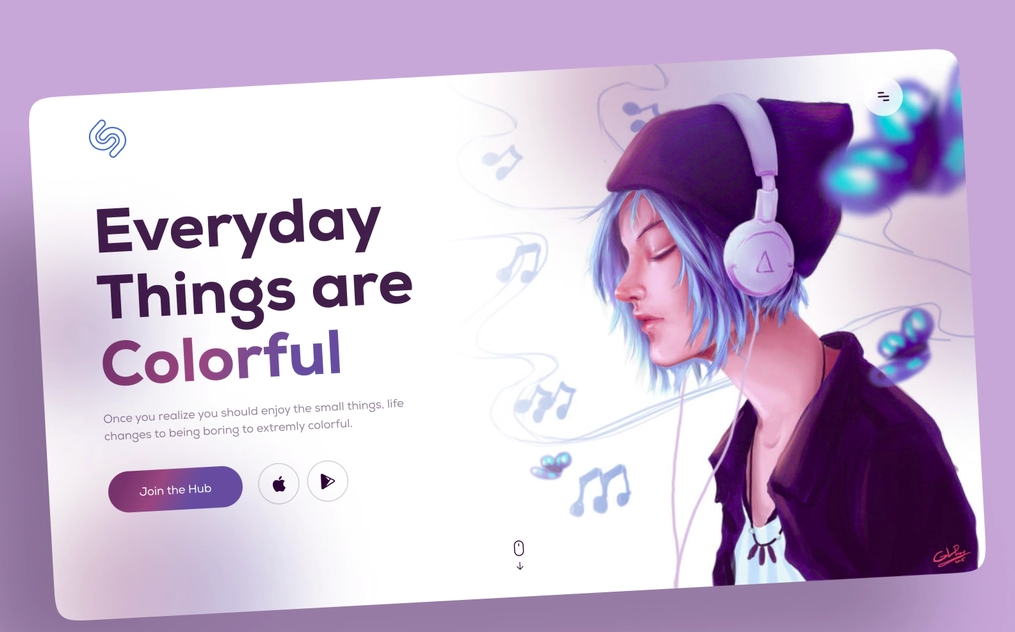 Everyday
Things are
Colorful
Once you realize you should enjoy the small things, life
changes to being boring to extremly colorful.
Join the Hub